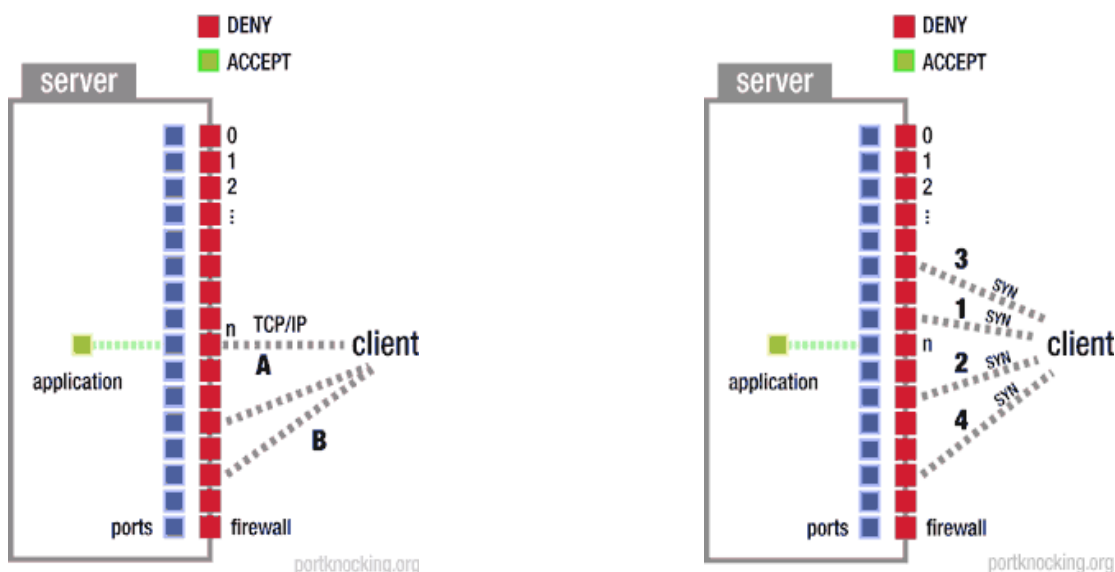 DENY
ACCEPT
server
0
1
2
...
n TCP/IP
client
A
application
B
ports
firewall
portknocking.org
DENY
ACCEPT
server
0
1
2
...
3 SYN
1 SYN
n
client
2 SYN
application
4 SYN
ports
firewall
portknocking.org